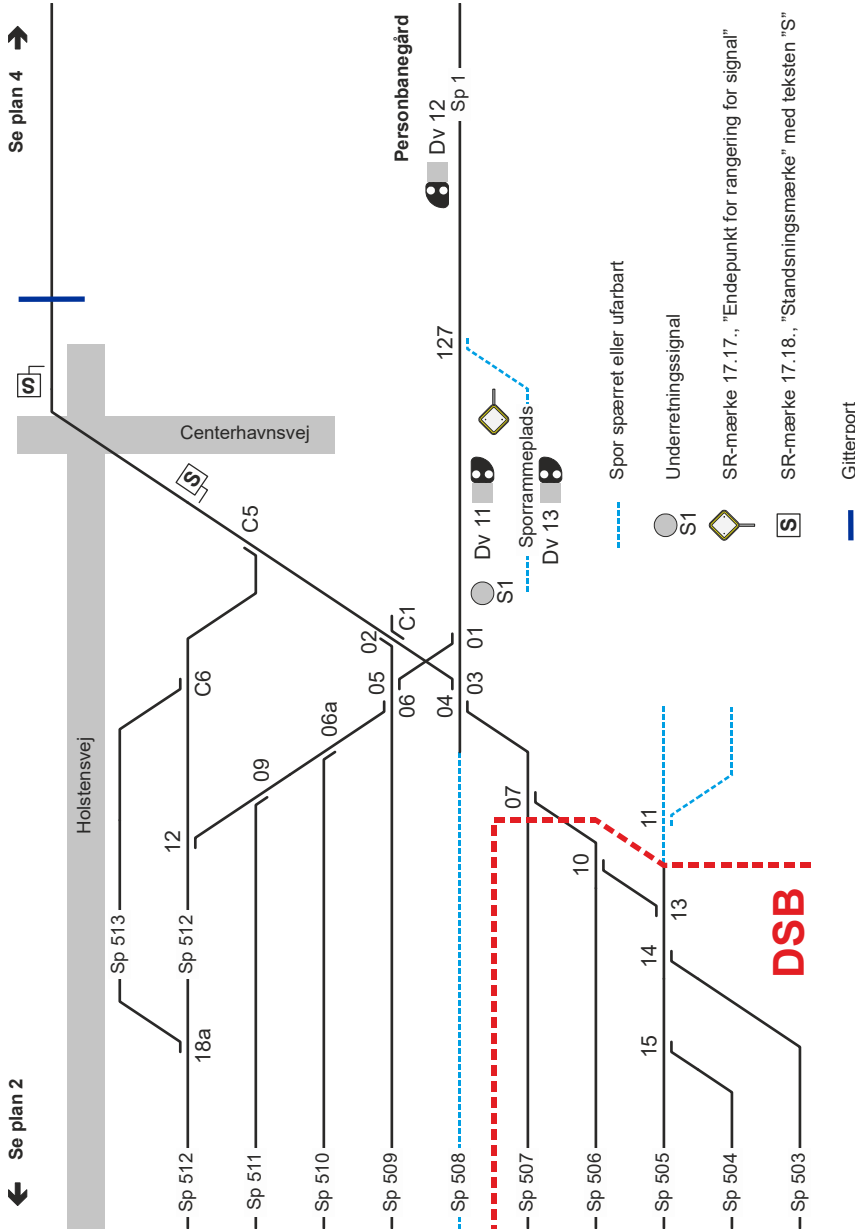 Se plan 2
Se plan 4
Holstensvej
Centerhavnsvej
S
S
Personbanegård
Dv 12
Sp 1
127
Sp 513
Sp 512
18a
12
C6
C5
Sp 512
Sp 511
09
Sp 510
06a
Sp 509
05
06
02
C1
Sp 508
04
03
01
S1
Dv 11
Sporrammeplads
Dv 13
Sp 507
07
Sp 506
10
Sp 505
15
14
13
11
Sp 504
Sp 503
DSB
Spor spærret eller ufarbart
S1
Underretningssignal
SR-mærke 17.17., ”Endepunkt for rangering for signal”
S
SR-mærke 17.18., ”Standsningsmærke” med teksten ”S”
Gitterport